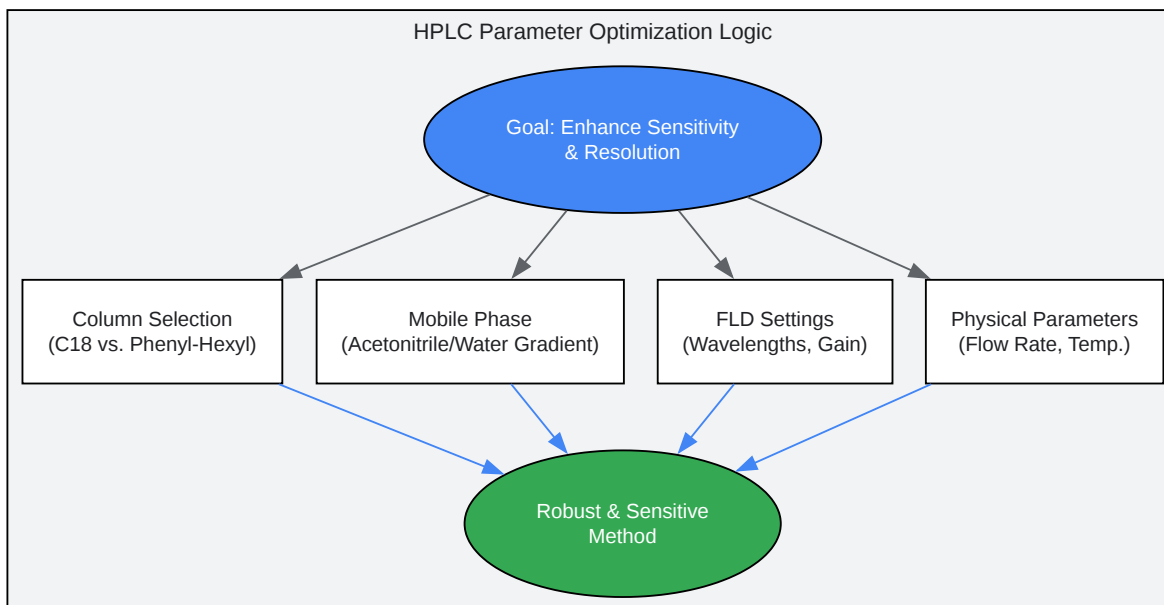 HPLC Parameter Optimization Logic
Goal: Enhance Sensitivity
& Resolution
Column Selection
(C18 vs. Phenyl-Hexyl)
Mobile Phase
(Acetonitrile/Water Gradient)
FLD Settings
(Wavelengths, Gain)
Physical Parameters
(Flow Rate, Temp.)
Robust & Sensitive
Method